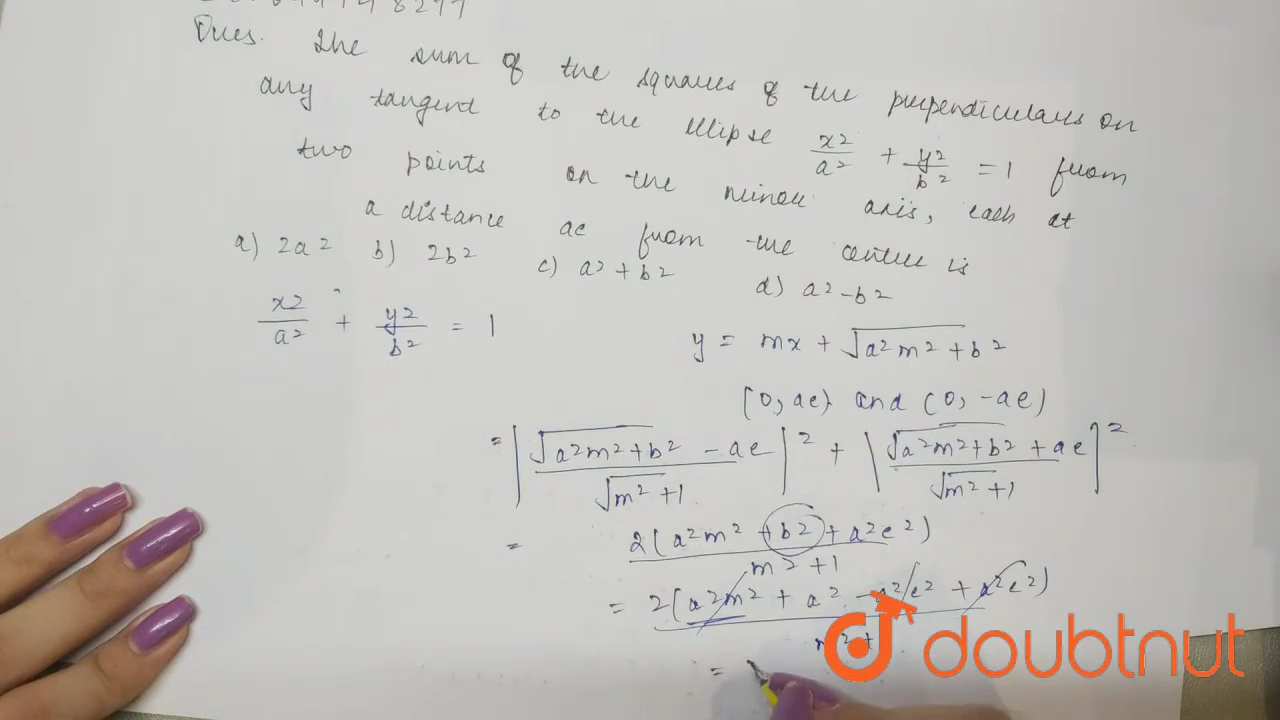 Ques. The sum of the squares of the perpendiculars on
any tangent to the ellipse x2/a2 + y2/b2 = 1 from
two points on the minor axis, each at
a distance ae from the centre is
a) 2a2 b) 2b2 c) a2 + b2 d) a2 - b2
x2/a2 + y2/b2 = 1
y = mx + √a2m2 + b2
(0, ae) and (0, -ae)
= |√a2m2+b2 - ae / √m2+1|2 + |√a2m2+b2 + ae / √m2+1|2
= 2(a2m2 + b2 + a2e2) / m2+1
= 2(a2m2 + a2 - a2e2 + a2e2) / m2 +
=
doubtnut